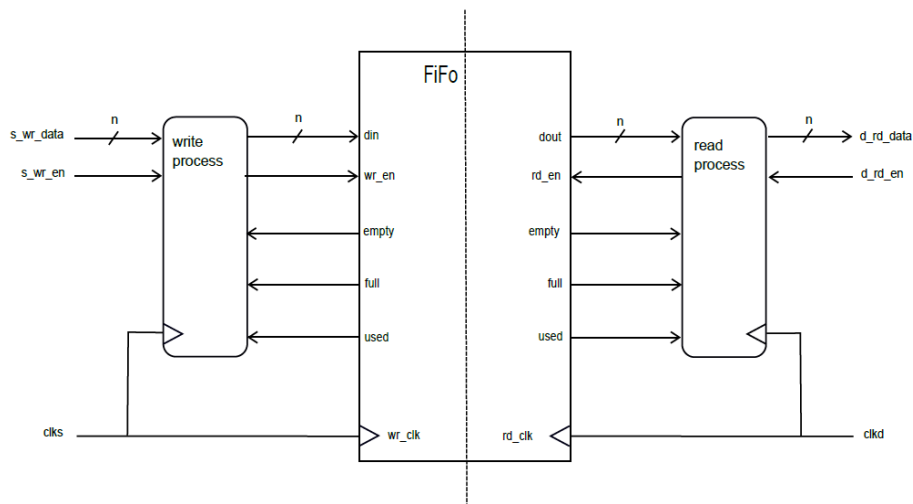 FiFo
s_wr_data
n
write
process
n
din
dout
n
read
process
n
d_rd_data
s_wr_en
wr_en
rd_en
d_rd_en
empty
empty
full
full
used
used
clks
wr_clk
rd_clk
clkd